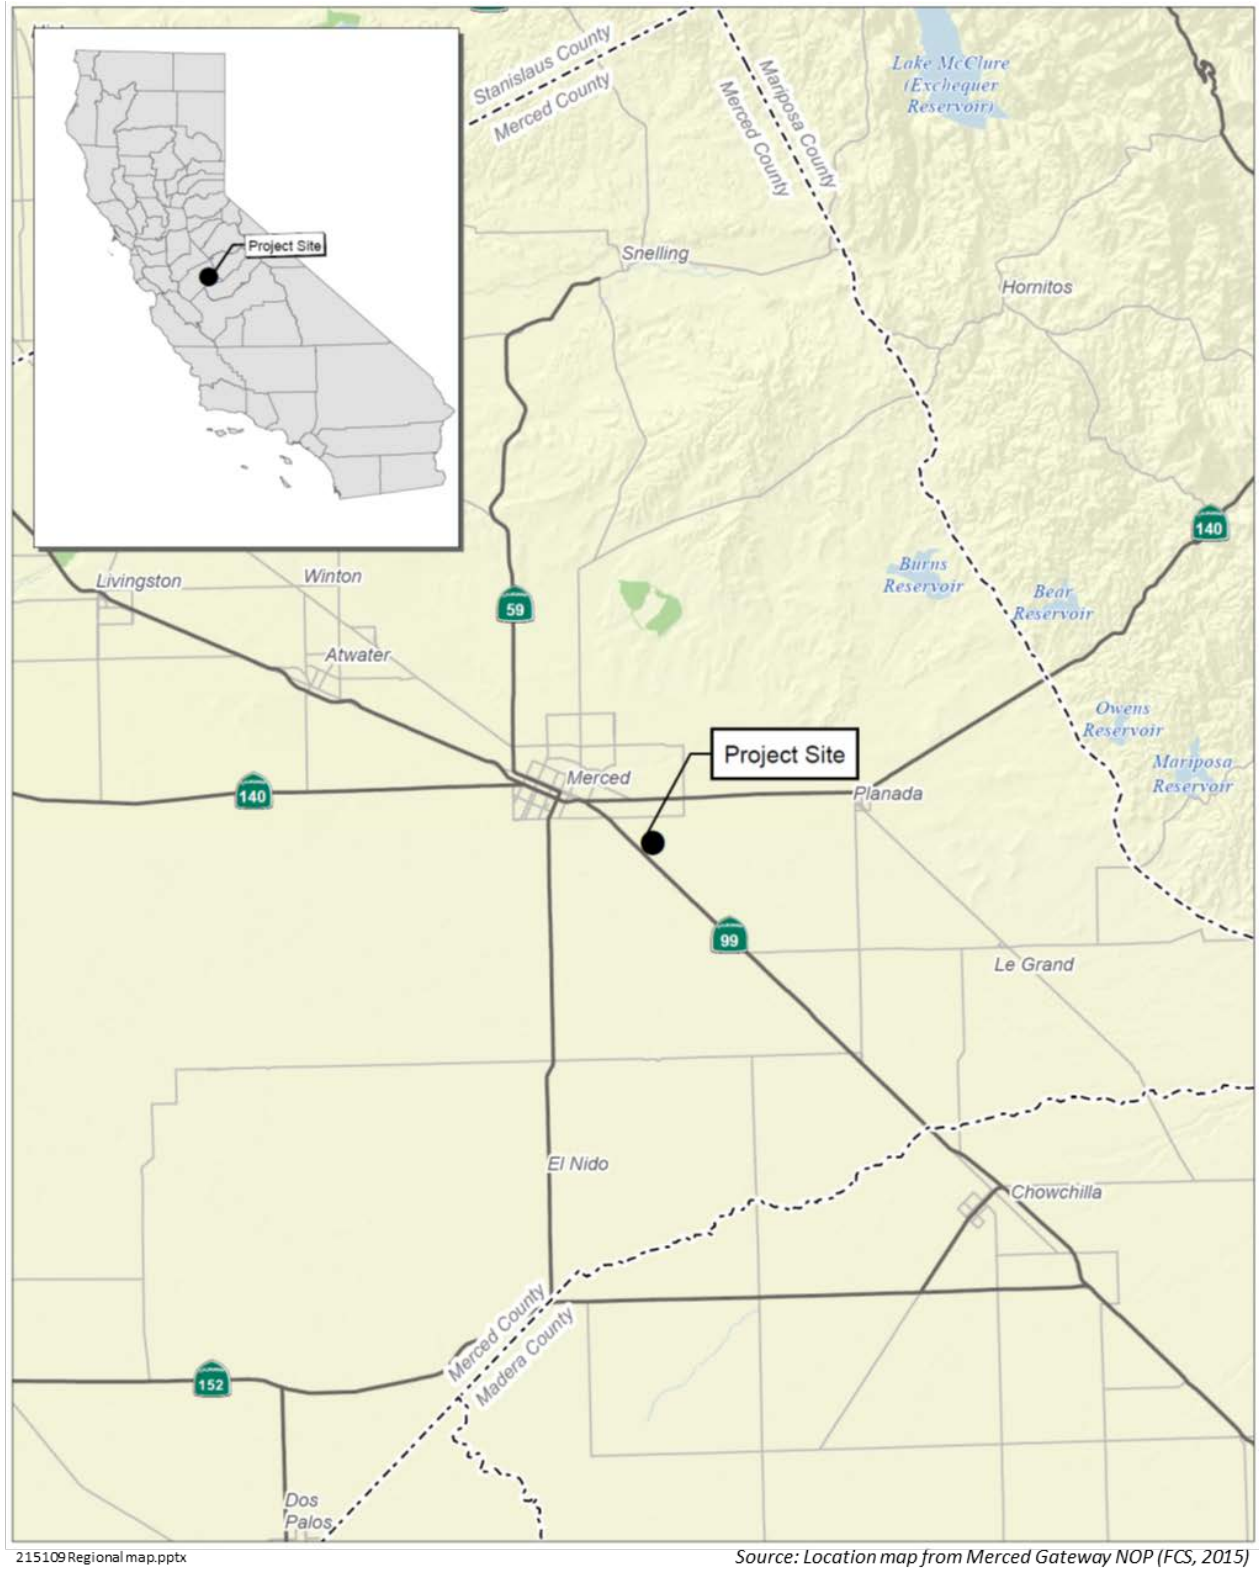 Stanislaus County
Merced County
Mariposa County
Merced County
Lake McClure
(Exchequer
Reservoir)
Project Site
Snelling
Hornitos
140
Burns
Reservoir
Bear
Reservoir
Livingston
Winton
59
Atwater
Owens
Reservoir
Mariposa
Reservoir
Project Site
Merced
140
Planada
99
Le Grand
El Nido
Chowchilla
Merced County
Madera County
152
Dos
Palos
215109Regional map.pptx
Source: Location map from Merced Gateway NOP (FCS, 2015)